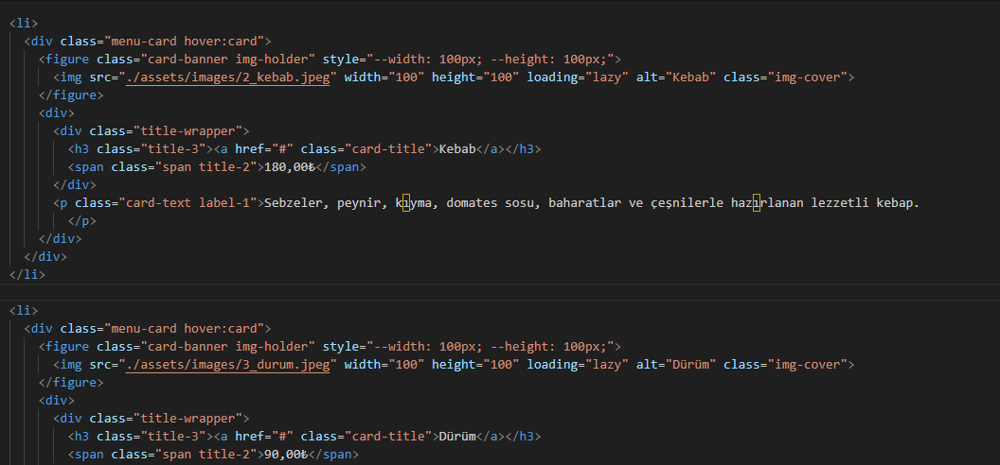 <li>
<div class="menu-card hover:card">
<figure class="card-banner img-holder" style="--width: 100px; --height: 100px;">
<img src="./assets/images/2_kebab.jpeg" width="100" height="100" loading="lazy" alt="Kebab" class="img-cover">
</figure>
<div>
<div class="title-wrapper">
<h3 class="title-3"><a href="#" class="card-title">Kebab</a></h3>
<span class="span title-2">180,00₺</span>
</div>
<p class="card-text label-1">Sebzeler, peynir, kıyma, domates sosu, baharatlar ve çeşnilerle hazırlanan lezzetli kebap.
</p>
</div>
</div>
</li>
<li>
<div class="menu-card hover:card">
<figure class="card-banner img-holder" style="--width: 100px; --height: 100px;">
<img src="./assets/images/3_durum.jpeg" width="100" height="100" loading="lazy" alt="Dürüm" class="img-cover">
</figure>
<div>
<div class="title-wrapper">
<h3 class="title-3"><a href="#" class="card-title">Dürüm</a></h3>
<span class="span title-2">90,00₺</span>